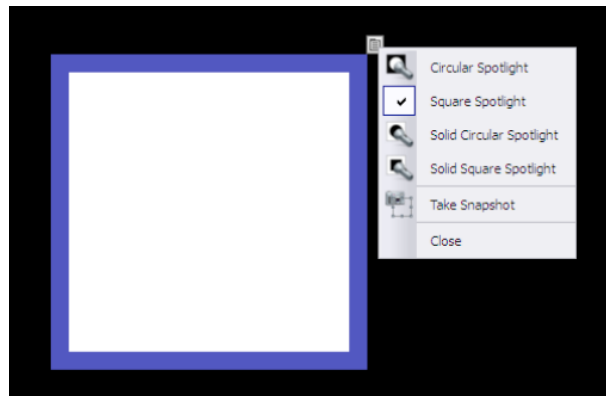 Circular Spotlight
Square Spotlight
Solid Circular Spotlight
Solid Square Spotlight
Take Snapshot
Close